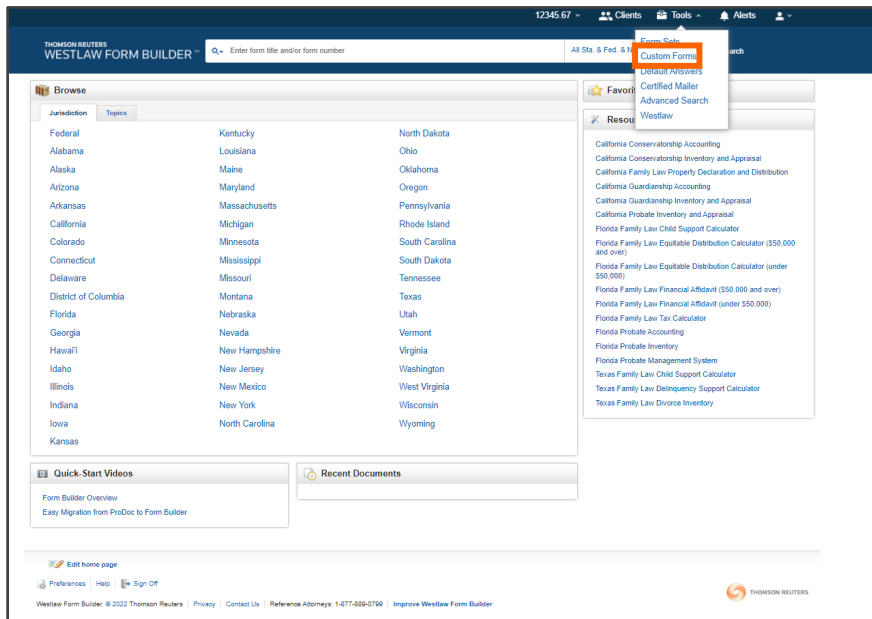 12345.67 Clients Tools Alerts
THOMSON REUTERS
WESTLAW FORM BUILDER™
Enter form title and/or form number
All Sta. & Fed. & N
arch
Form Sets
Custom Forms
Default Answers
Certified Mailer
Advanced Search
Westlaw
Browse
Jurisdiction Topics
Federal Kentucky North Dakota
Alabama Louisiana Ohio
Alaska Maine Oklahoma
Arizona Maryland Oregon
Arkansas Massachusetts Pennsylvania
California Michigan Rhode Island
Colorado Minnesota South Carolina
Connecticut Mississippi South Dakota
Delaware Missouri Tennessee
District of Columbia Montana Texas
Florida Nebraska Utah
Georgia Nevada Vermont
Hawai'i New Hampshire Virginia
Idaho New Jersey Washington
Illinois New Mexico West Virginia
Indiana New York Wisconsin
Iowa North Carolina Wyoming
Kansas
Favorit
Resou
California Conservatorship Accounting
California Conservatorship Inventory and Appraisal
California Family Law Property Declaration and Distribution
California Guardianship Accounting
California Guardianship Inventory and Appraisal
California Probate Inventory and Appraisal
Florida Family Law Child Support Calculator
Florida Family Law Equitable Distribution Calculator ($50,000
and over)
Florida Family Law Equitable Distribution Calculator (under
$50,000)
Florida Family Law Financial Affidavit ($50,000 and over)
Florida Family Law Financial Affidavit (under $50,000)
Florida Family Law Tax Calculator
Florida Probate Accounting
Florida Probate Inventory
Florida Probate Management System
Texas Family Law Child Support Calculator
Texas Family Law Delinquency Support Calculator
Texas Family Law Divorce Inventory
Quick-Start Videos
Form Builder Overview
Easy Migration from ProDoc to Form Builder
Recent Documents
Edit home page
Preferences Help Sign Off
Westlaw Form Builder. © 2022 Thomson Reuters Privacy Contact Us Reference Attorneys: 1-877-889-0799 Improve Westlaw Form Builder
THOMSON REUTERS